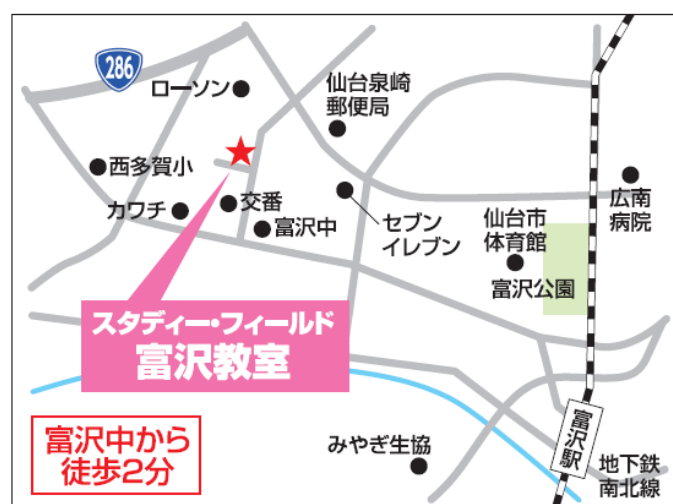 286
ローソン
仙台泉崎
郵便局
西多賀小
カワチ
交番
富沢中
セブン
イレブン
仙台市
体育館
富沢公園
広南
病院
スタディー・フィールド
富沢教室
富沢中から
徒歩2分
みやぎ生協
富沢駅
地下鉄
南北線